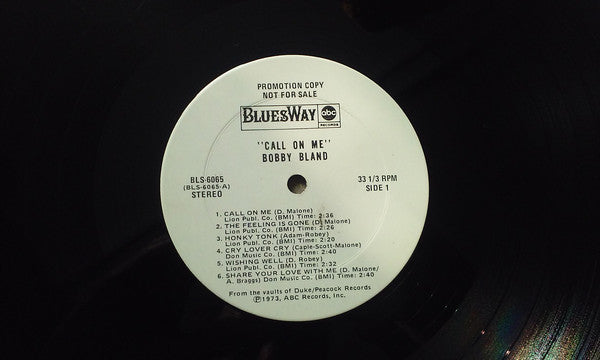 PROMOTION COPY
NOT FOR SALE
BLUESWAY abc RECORDS
"CALL ON ME"
BOBBY BLAND
BLS-6065
(BLS-6065-A)
STEREO
33 1/3 RPM
SIDE 1
1. CALL ON ME (D. Malone)
Lion Publ. Co. (BMI) Time: 2:36
2. THE FEELING IS GONE (D. Malone)
Lion Publ. Co. (BMI) Time: 2:26
3. HONKY TONK (Adam-Robey)
Lion Publ. Co. (BMI) Time: 2:20
4. CRY LOVER CRY (Caple-Scott-Malone)
Don Music Co. (BMI) Time: 2:40
5. WISHING WELL (D. Robey)
Lion Publ. Co. (BMI) Time: 2:32
6. SHARE YOUR LOVE WITH ME (D. Malone/
A. Braggs) Don Music Co. (BMI) Time: 2:40
From the vaults of Duke/Peacock Records
Ⓟ1973, ABC Records, Inc.